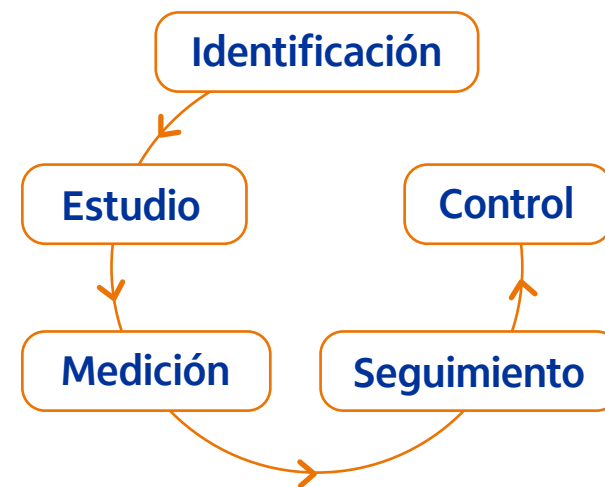 Identificación
Estudio
Control
Medición
Seguimiento